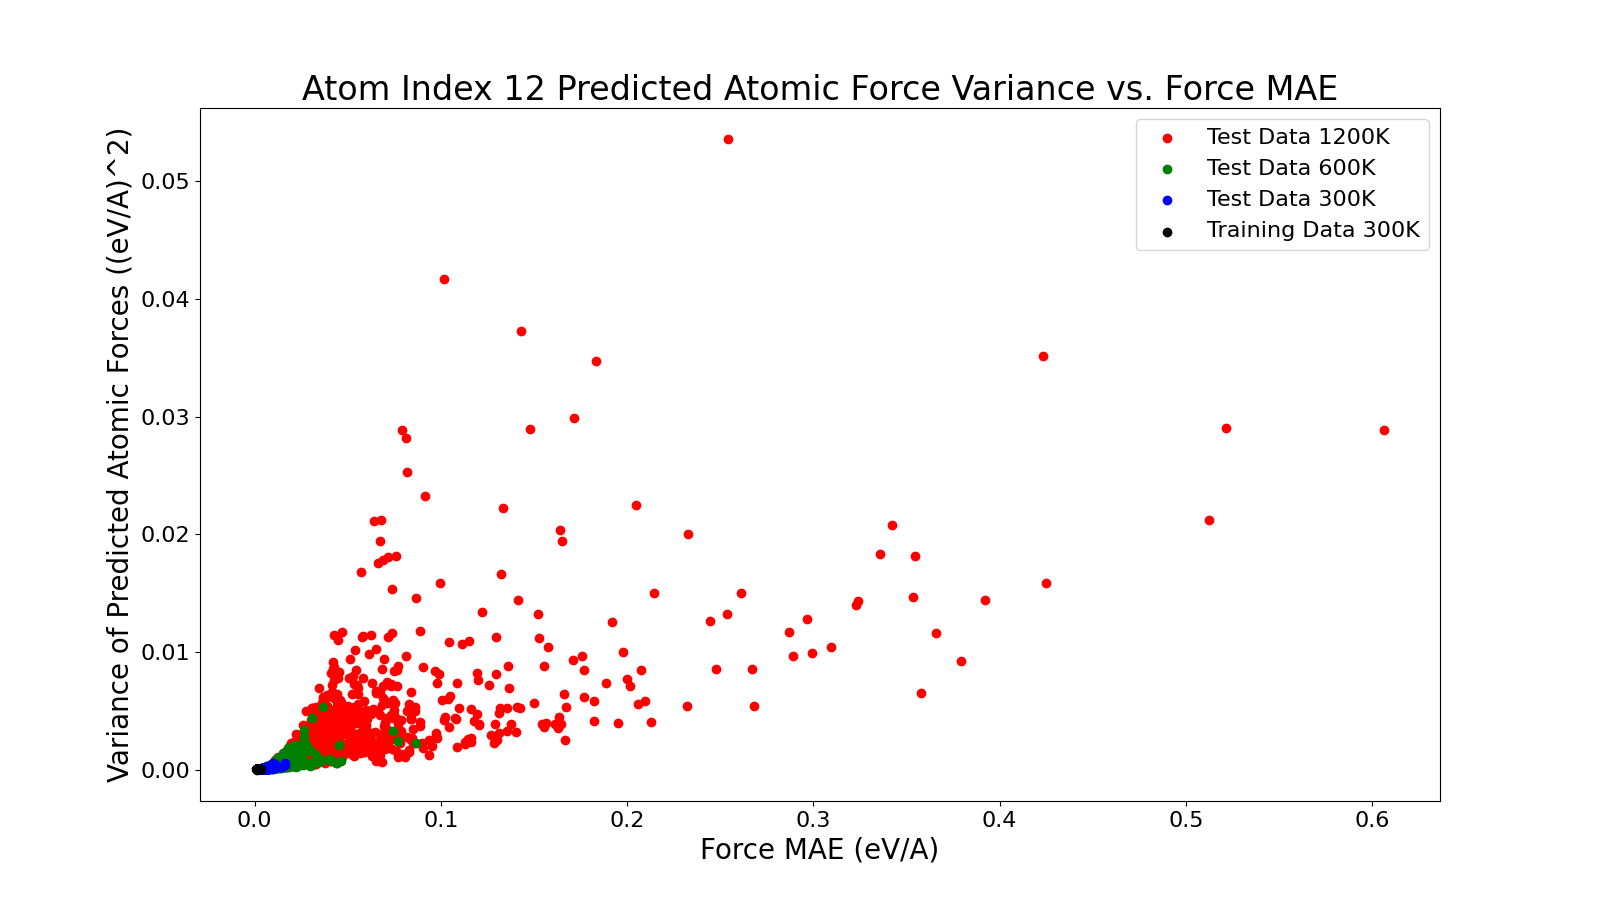 Atom Index 12 Predicted Atomic Force Variance vs. Force MAE
Variance of Predicted Atomic Forces ((eV/A)^2)
0.05
0.04
0.03
0.02
0.01
0.00
Test Data 1200K
Test Data 600K
Test Data 300K
Training Data 300K
0.0 0.1 0.2 0.3 0.4 0.5 0.6
Force MAE (eV/A)